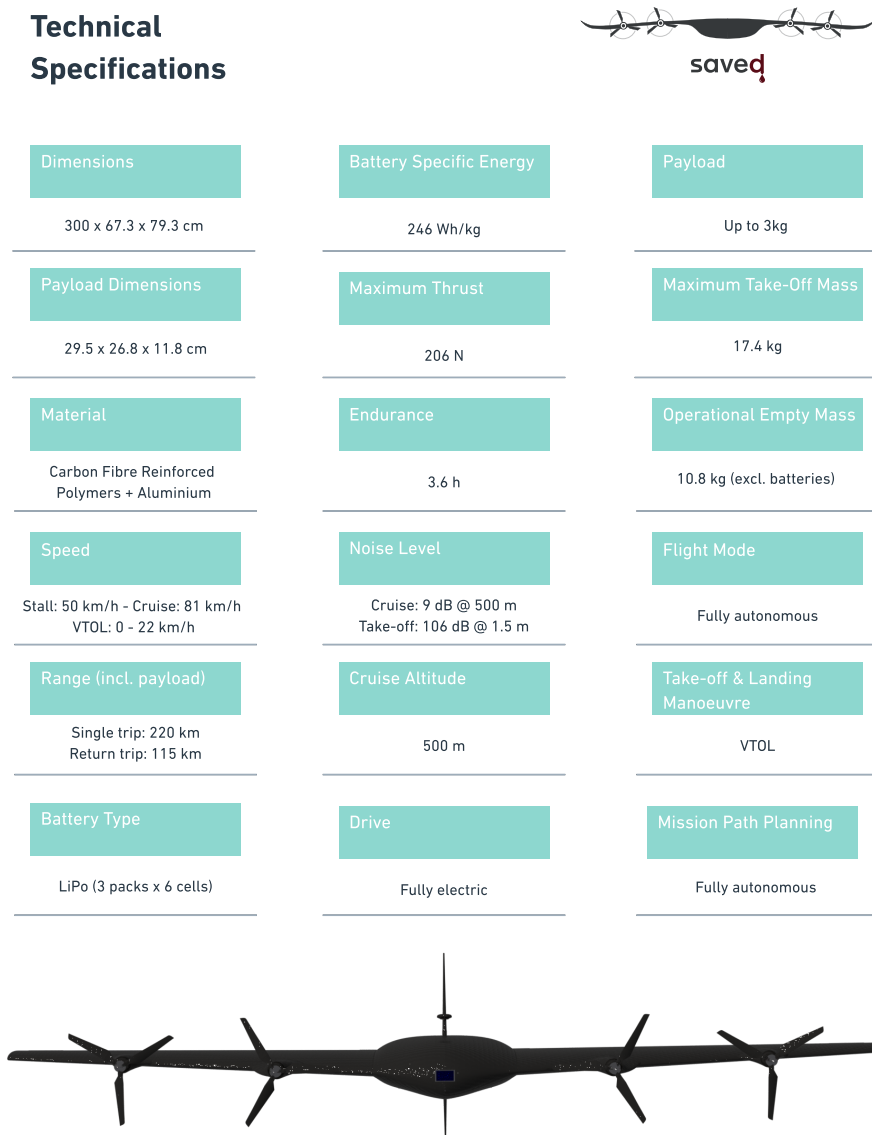 Technical
Specifications
saved
Dimensions
300 x 67.3 x 79.3 cm
Battery Specific Energy
246 Wh/kg
Payload
Up to 3kg
Payload Dimensions
29.5 x 26.8 x 11.8 cm
Maximum Thrust
206 N
Maximum Take-Off Mass
17.4 kg
Material
Carbon Fibre Reinforced
Polymers + Aluminium
Endurance
3.6 h
Operational Empty Mass
10.8 kg (excl. batteries)
Speed
Stall: 50 km/h - Cruise: 81 km/h
VTOL: 0 - 22 km/h
Noise Level
Cruise: 9 dB @ 500 m
Take-off: 106 dB @ 1.5 m
Flight Mode
Fully autonomous
Range (incl. payload)
Single trip: 220 km
Return trip: 115 km
Cruise Altitude
500 m
Take-off & Landing
Manoeuvre
VTOL
Battery Type
LiPo (3 packs x 6 cells)
Drive
Fully electric
Mission Path Planning
Fully autonomous